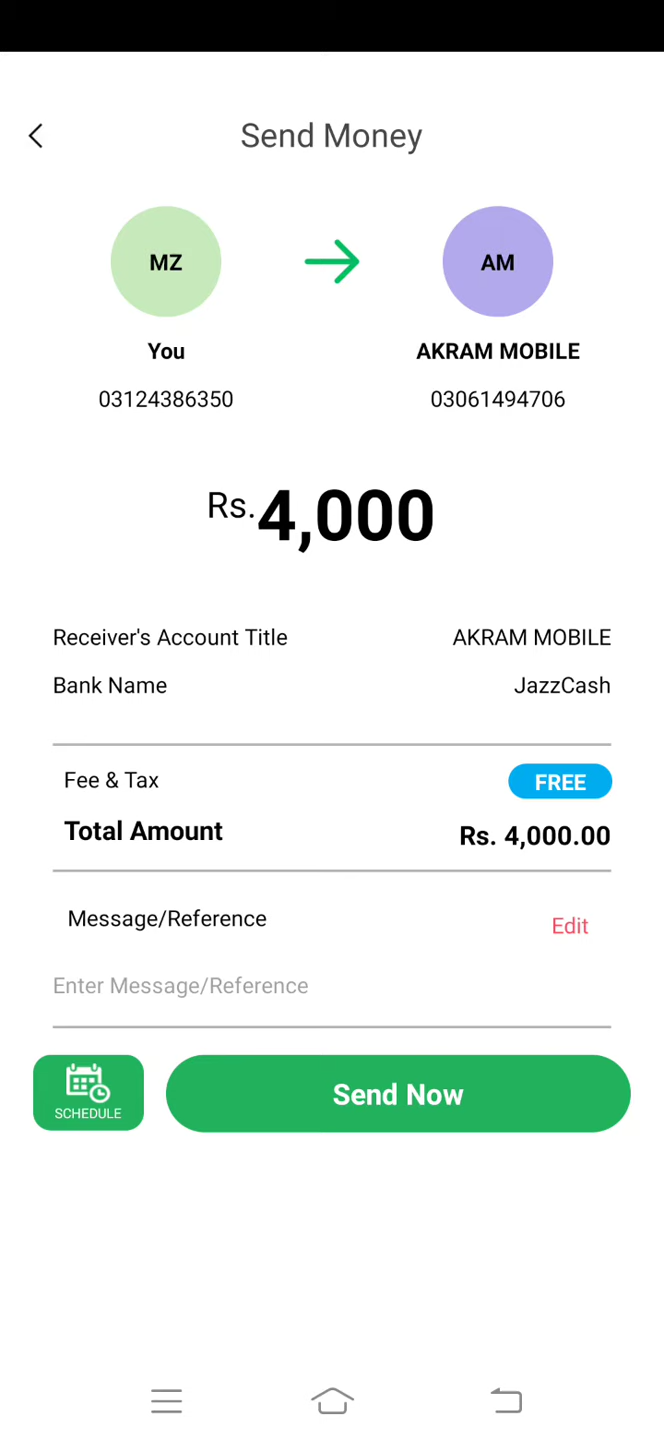 Send Money
MZ
AM
You
AKRAM MOBILE
03124386350
03061494706
Rs.4,000
Receiver's Account Title
AKRAM MOBILE
Bank Name
JazzCash
Fee & Tax
FREE
Total Amount
Rs. 4,000.00
Message/Reference
Edit
Enter Message/Reference
SCHEDULE
Send Now